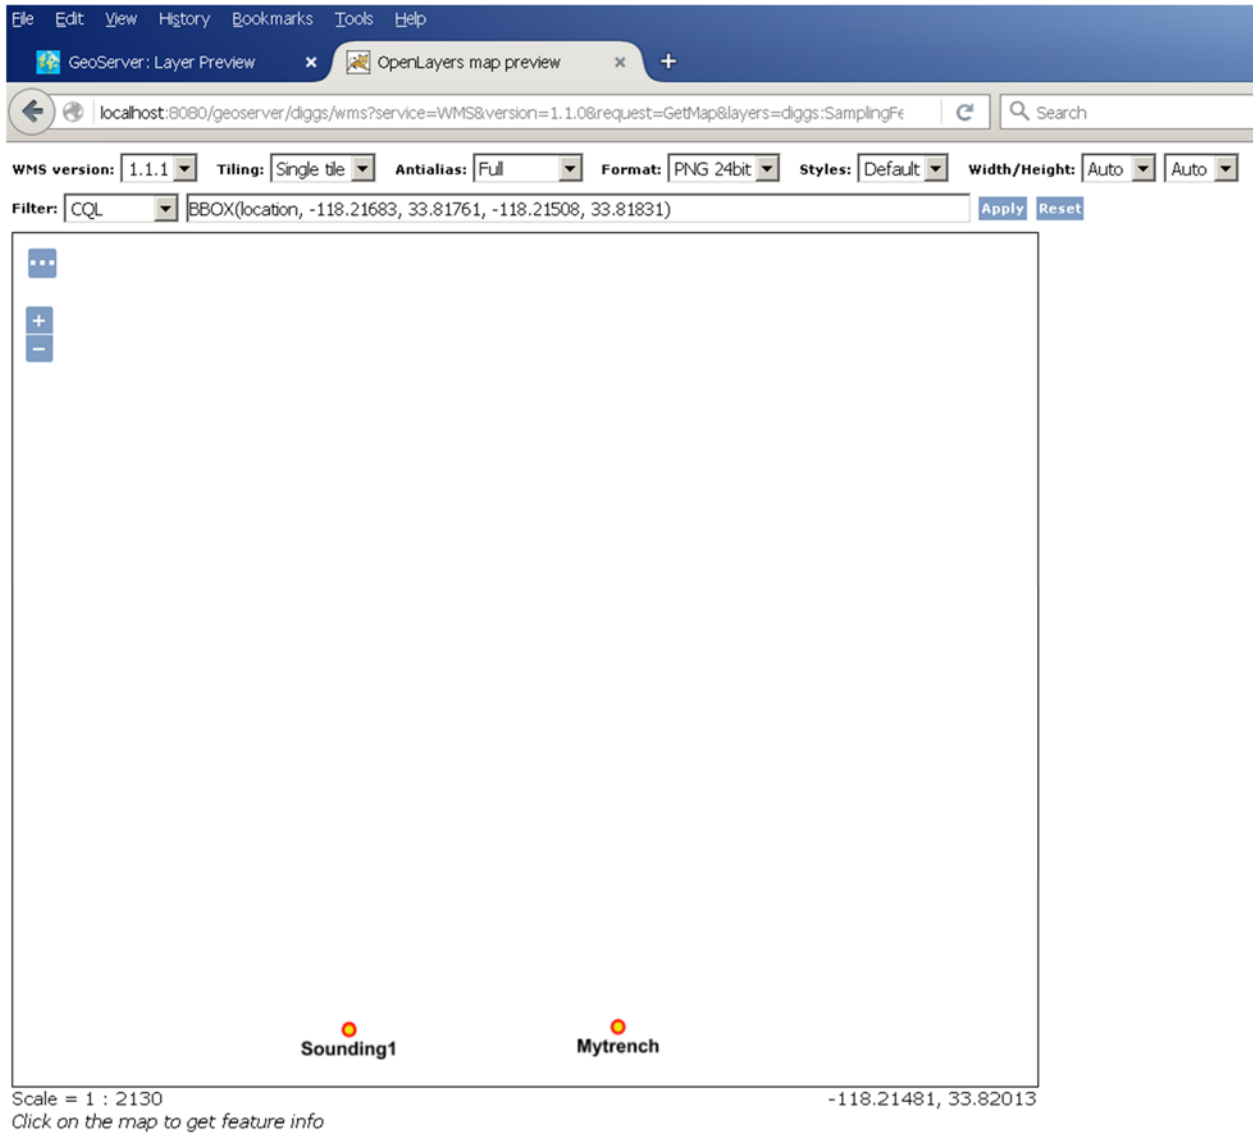 File Edit View History Bookmarks Tools Help
GeoServer: Layer Preview × OpenLayers map preview × +
localhost:8080/geoserver/diggs/wms?service=WMS&version=1.1.0&request=GetMap&layers=diggs:SamplingFe Search
WMS version: 1.1.1 Tiling: Single tile Antialias: Full Format: PNG 24bit Styles: Default Width/Height: Auto Auto
Filter: CQL BBOX(location, -118.21683, 33.81761, -118.21508, 33.81831) Apply Reset
...
+
−
Sounding1 Mytrench
Scale = 1 : 2130 -118.21481, 33.82013
Click on the map to get feature info